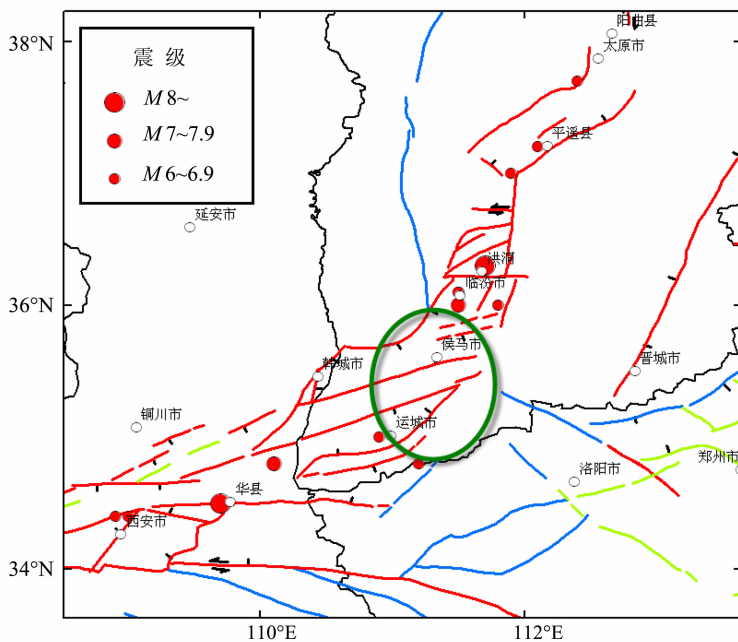 38°N
36°N
34°N
110°E
112°E
震 级
M 8~
M 7~7.9
M 6~6.9
阳曲县
太原市
平遥县
延安市
洪洞
临汾市
侯马市
韩城市
晋城市
铜川市
运城市
洛阳市
郑州市
华县
西安市